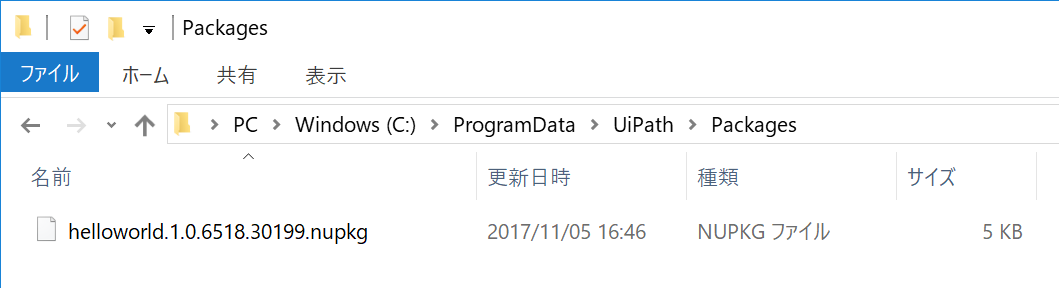 Packages
ファイル ホーム 共有 表示
PC Windows (C:) ProgramData UiPath Packages
名前 更新日時 種類 サイズ
helloworld.1.0.6518.30199.nupkg 2017/11/05 16:46 NUPKG ファイル 5 KB